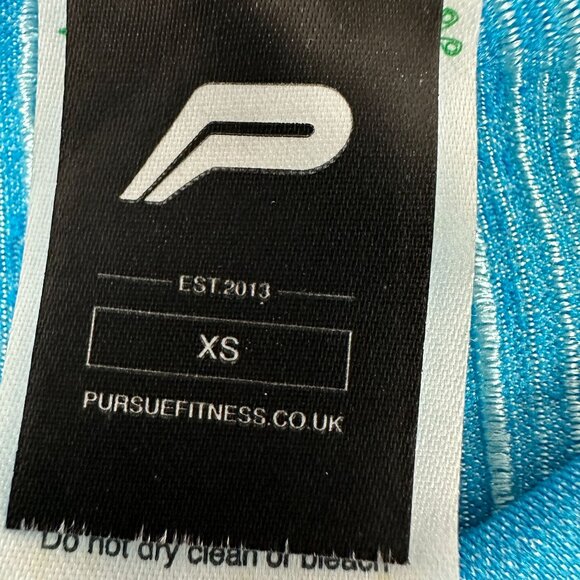 EST.2013
XS
PURSUEFITNESS.CO.UK
Do not dry clean or bleach